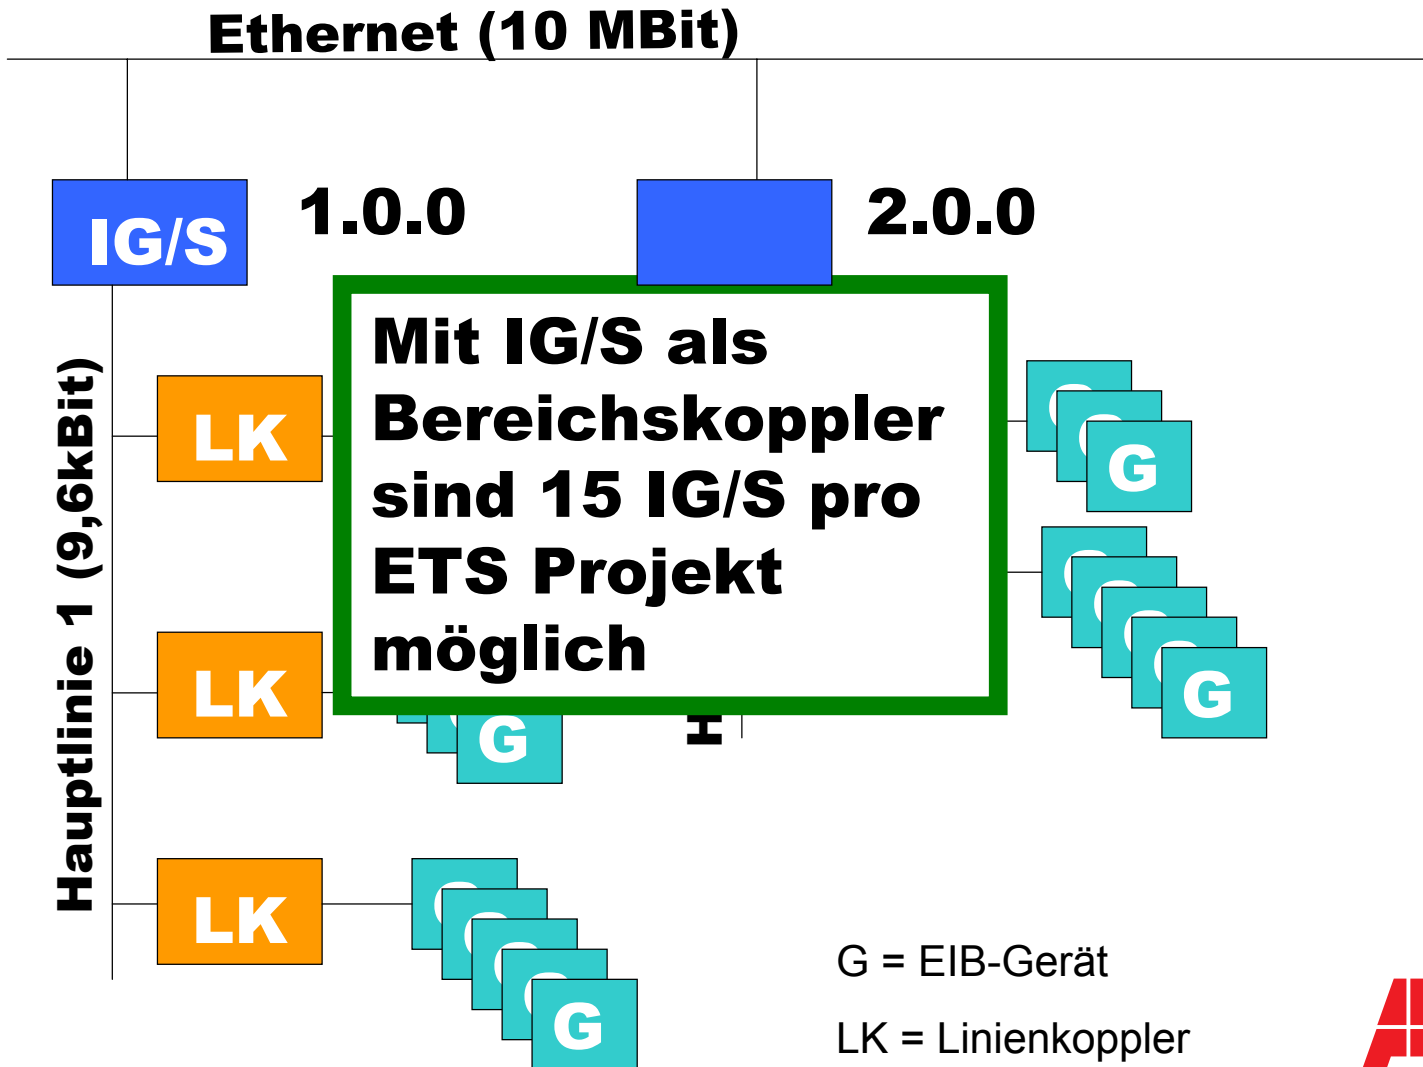 Ethernet (10 MBit)
IG/S
1.0.0
2.0.0
Hauptlinie 1 (9,6kBit)
Mit IG/S als
Bereichskoppler
sind 15 IG/S pro
ETS Projekt
möglich
LK
LK
LK
G
G
G
G
H
G = EIB-Gerät
LK = Linienkoppler